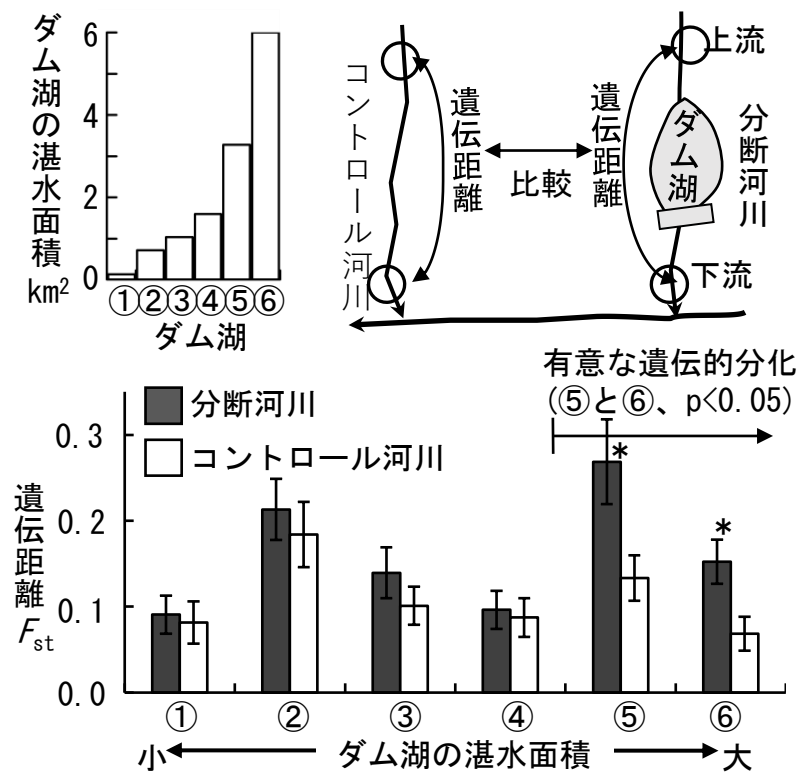 ダム湖の湛水面積
km²
6
4
2
0
①②③④⑤⑥
ダム湖
コントロール河川
遺伝距離
比較
遺伝距離
上流
ダム湖
分断河川
下流
有意な遺伝的分化
(⑤と⑥、p<0.05)
分断河川
コントロール河川
遺伝距離
Fst
0.3
0.2
0.1
0.0
*
*
① ② ③ ④ ⑤ ⑥
小 ダム湖の湛水面積 大